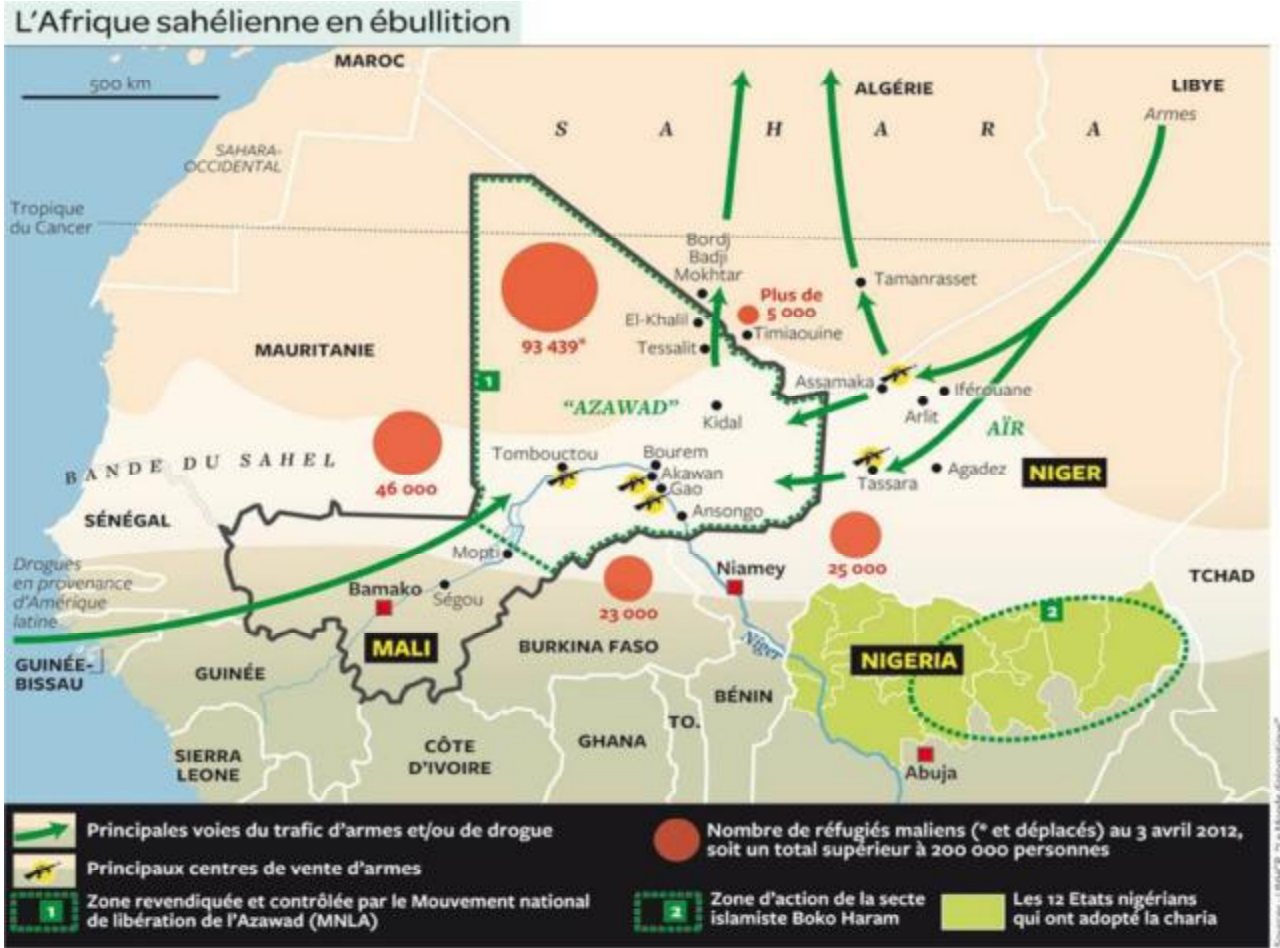 L'Afrique sahélienne en ébullition
500 km
MAROC
ALGÉRIE
LIBYE
Armes
S A H A R A
SAHARA-
OCCIDENTAL
Tropique
du Cancer
Bordj
Badji
Mokhtar
Tamanrasset
Plus de
5 000
El-Khalil
Timiaouine
93 439*
Tessalit
MAURITANIE
1
Assamaka
Iférouane
"AZAWAD"
Kidal
Arlit
AÏR
BANDE DU SAHEL
Tombouctou
Bourem
Akawan
Gao
Agadez
NIGER
46 000
Tassara
SÉNÉGAL
Ansongo
Mopti
25 000
Drogues
en provenance
d'Amérique
latine
Niamey
TCHAD
Bamako
Ségou
23 000
2
MALI
BURKINA FASO
Niger
NIGERIA
GUINÉE-
BISSAU
GUINÉE
BÉNIN
TO.
GHANA
CÔTE
D'IVOIRE
SIERRA
LEONE
Abuja
Principales voies du trafic d'armes et/ou de drogue
Principaux centres de vente d'armes
1
Zone revendiquée et contrôlée par le Mouvement national
de libération de l'Azawad (MNLA)
Nombre de réfugiés maliens (* et déplacés) au 3 avril 2012,
soit un total supérieur à 200 000 personnes
2
Zone d'action de la secte
islamiste Boko Haram
Les 12 Etats nigérians
qui ont adopté la charia